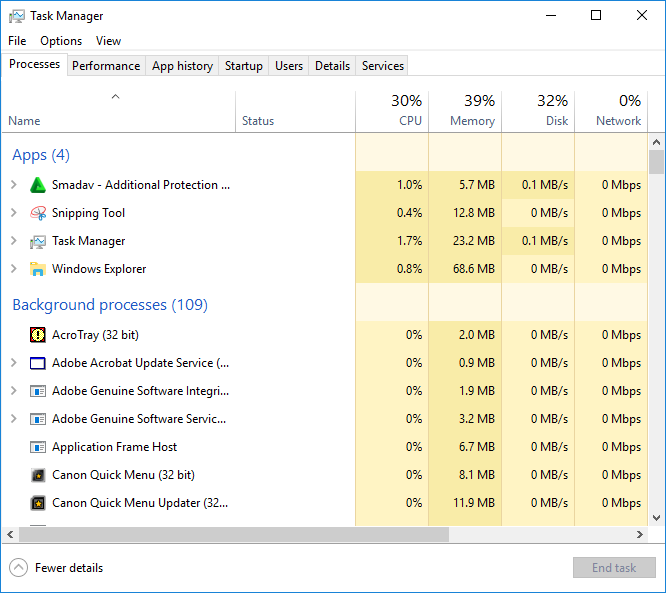 Task Manager
File Options View
Processes Performance App history Startup Users Details Services
30% 39% 32% 0%
Name Status CPU Memory Disk Network
Apps (4)
Smadav - Additional Protection ... 1.0% 5.7 MB 0.1 MB/s 0 Mbps
Snipping Tool 0.4% 12.8 MB 0 MB/s 0 Mbps
Task Manager 1.7% 23.2 MB 0.1 MB/s 0 Mbps
Windows Explorer 0.8% 68.6 MB 0 MB/s 0 Mbps
Background processes (109)
AcroTray (32 bit) 0% 2.0 MB 0 MB/s 0 Mbps
Adobe Acrobat Update Service (... 0% 0.9 MB 0 MB/s 0 Mbps
Adobe Genuine Software Integri... 0% 1.9 MB 0 MB/s 0 Mbps
Adobe Genuine Software Servic... 0% 3.2 MB 0 MB/s 0 Mbps
Application Frame Host 0% 6.7 MB 0 MB/s 0 Mbps
Canon Quick Menu (32 bit) 0% 8.1 MB 0 MB/s 0 Mbps
Canon Quick Menu Updater (32... 0% 11.9 MB 0 MB/s 0 Mbps
Fewer details End task